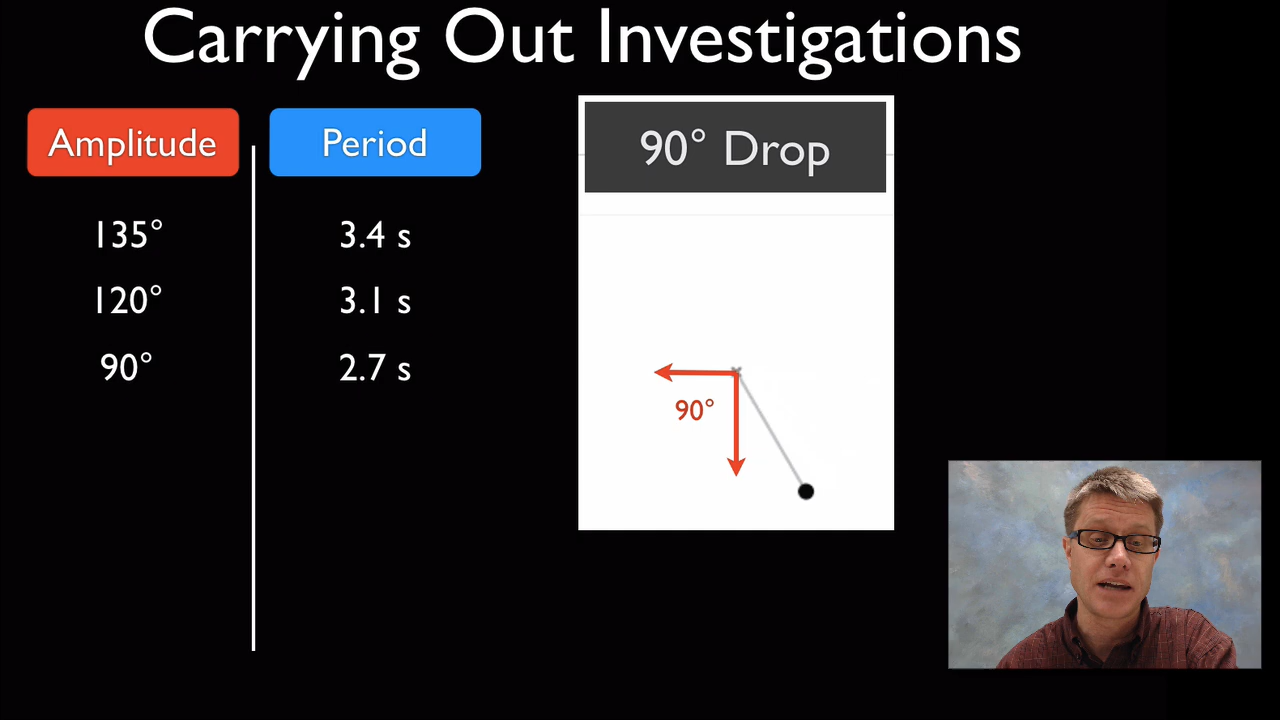 Carrying Out Investigations
Amplitude Period
135° 3.4 s
120° 3.1 s
90° 2.7 s
90° Drop
90°